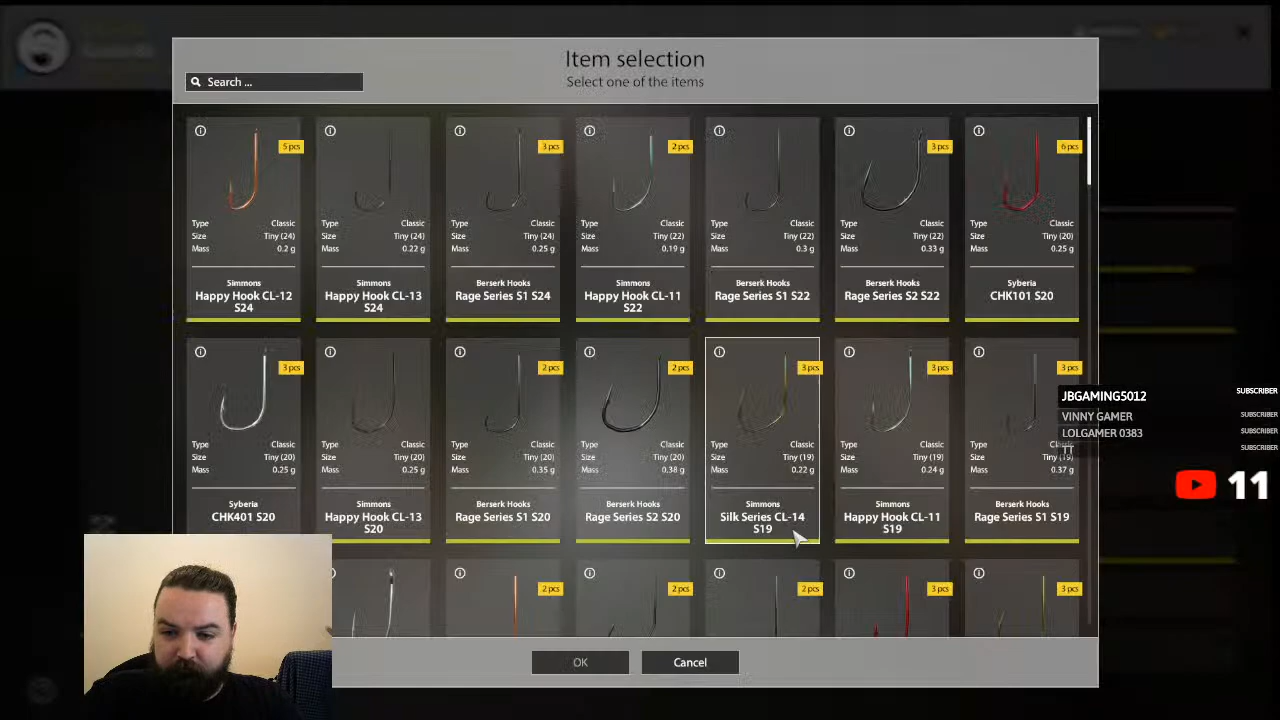 Item selection
Search ...
Select one of the items
5 pcs
3 pcs
2 pcs
3 pcs
6 pcs
Type Classic
Size Tiny (24)
Mass 0.2 g
Simmons
Happy Hook CL-12
S24
Type Classic
Size Tiny (24)
Mass 0.22 g
Simmons
Happy Hook CL-13
S24
Type Classic
Size Tiny (24)
Mass 0.25 g
Berserk Hooks
Rage Series S1 S24
Type Classic
Size Tiny (22)
Mass 0.19 g
Simmons
Happy Hook CL-11
S22
Type Classic
Size Tiny (22)
Mass 0.3 g
Berserk Hooks
Rage Series S1 S22
Type Classic
Size Tiny (22)
Mass 0.33 g
Berserk Hooks
Rage Series S2 S22
Type Classic
Size Tiny (20)
Mass 0.25 g
Syberia
CHK101 S20
3 pcs
2 pcs
2 pcs
3 pcs
3 pcs
3 pcs
Type Classic
Size Tiny (20)
Mass 0.25 g
Syberia
CHK401 S20
Type Classic
Size Tiny (20)
Mass 0.25 g
Simmons
Happy Hook CL-13
S20
Type Classic
Size Tiny (20)
Mass 0.35 g
Berserk Hooks
Rage Series S1 S20
Type Classic
Size Tiny (20)
Mass 0.38 g
Berserk Hooks
Rage Series S2 S20
Type Classic
Size Tiny (19)
Mass 0.22 g
Simmons
Silk Series CL-14
S19
Type Classic
Size Tiny (19)
Mass 0.24 g
Simmons
Happy Hook CL-11
S19
Type
Size Tiny (19)
Mass 0.37 g
Berserk Hooks
Rage Series S1 S19
JBGAMING5012 SUBSCRIBER
VINNY GAMER SUBSCRIBER
LOLGAMER 0383 SUBSCRIBER
TT SUBSCRIBER
11
2 pcs
2 pcs
3 pcs
3 pcs
OK
Cancel